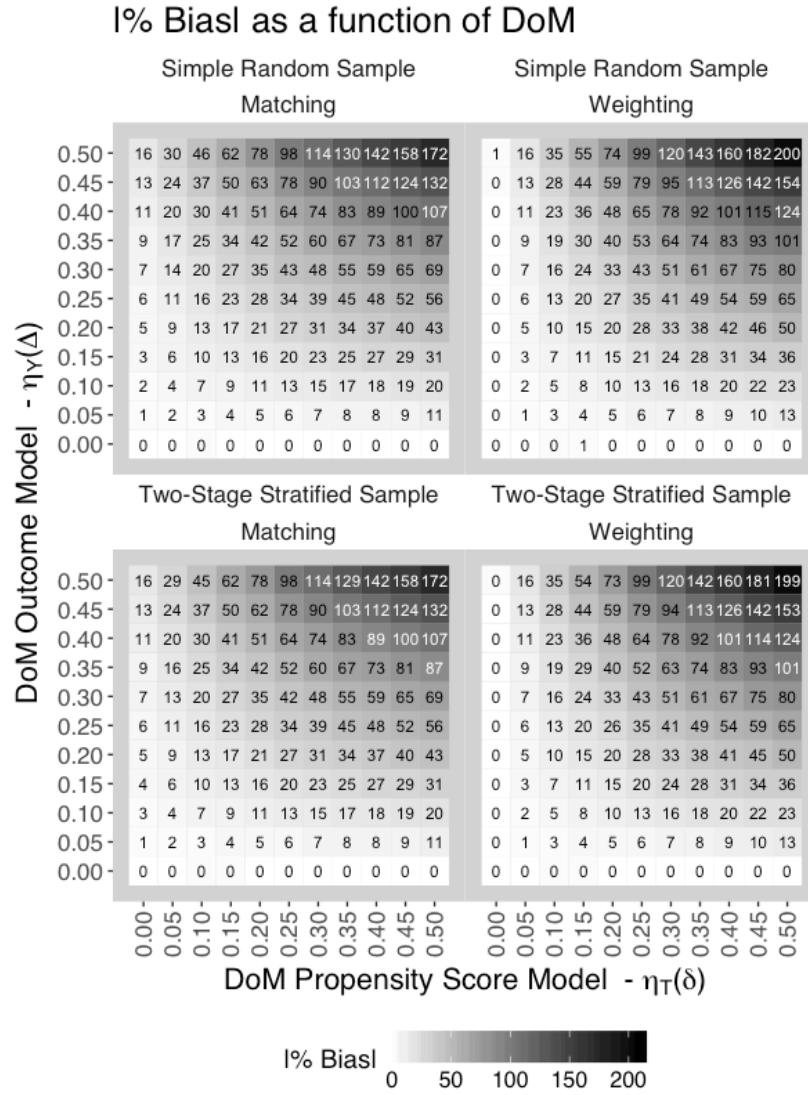 I% BiasI as a function of DoM
Simple Random Sample Simple Random Sample
Matching Weighting
0.50 16 30 46 62 78 98 114 130 142 158 172 1 16 35 55 74 99 120 143 160 182 200
0.45 13 24 37 50 63 78 90 103 112 124 132 0 13 28 44 59 79 95 113 126 142 154
0.40 11 20 30 41 51 64 74 83 89 100 107 0 11 23 36 48 65 78 92 101 115 124
0.35 9 17 25 34 42 52 60 67 73 81 87 0 9 19 30 40 53 64 74 83 93 101
0.30 7 14 20 27 35 43 48 55 59 65 69 0 7 16 24 33 43 51 61 67 75 80
0.25 6 11 16 23 28 34 39 45 48 52 56 0 6 13 20 27 35 41 49 54 59 65
0.20 5 9 13 17 21 27 31 34 37 40 43 0 5 10 15 20 28 33 38 42 46 50
0.15 3 6 10 13 16 20 23 25 27 29 31 0 3 7 11 15 21 24 28 31 34 36
0.10 2 4 7 9 11 13 15 17 18 19 20 0 2 5 8 10 13 16 18 20 22 23
0.05 1 2 3 4 5 6 7 8 8 9 11 0 1 3 4 5 6 7 8 9 10 13
0.00 0 0 0 0 0 0 0 0 0 0 0 0 0 0 1 0 0 0 0 0 0 0
Two-Stage Stratified Sample Two-Stage Stratified Sample
Matching Weighting
0.50 16 29 45 62 78 98 114 129 142 158 172 0 16 35 54 73 99 120 142 160 181 199
0.45 13 24 37 50 62 78 90 103 112 124 132 0 13 28 44 59 79 94 113 126 142 153
0.40 11 20 30 41 51 64 74 83 89 100 107 0 11 23 36 48 64 78 92 101 114 124
0.35 9 16 25 34 42 52 60 67 73 81 87 0 9 19 29 40 52 63 74 83 93 101
0.30 7 13 20 27 35 42 48 55 59 65 69 0 7 16 24 33 43 51 61 67 75 80
0.25 6 11 16 23 28 34 39 45 48 52 56 0 6 13 20 26 35 41 49 54 59 65
0.20 5 9 13 17 21 27 31 34 37 40 43 0 5 10 15 20 28 33 38 41 45 50
0.15 4 6 10 13 16 20 23 25 27 29 31 0 3 7 11 15 20 24 28 31 34 36
0.10 3 4 7 9 11 13 15 17 18 19 20 0 2 5 8 10 13 16 18 20 22 23
0.05 1 2 3 4 5 6 7 8 8 9 11 0 1 3 4 5 6 7 8 9 10 13
0.00 0 0 0 0 0 0 0 0 0 0 0 0 0 0 0 0 0 0 0 0 0 0
DoM Outcome Model - ηY(Δ)
0.00 0.05 0.10 0.15 0.20 0.25 0.30 0.35 0.40 0.45 0.50 0.00 0.05 0.10 0.15 0.20 0.25 0.30 0.35 0.40 0.45 0.50
DoM Propensity Score Model - ηT(δ)
I% BiasI
0 50 100 150 200